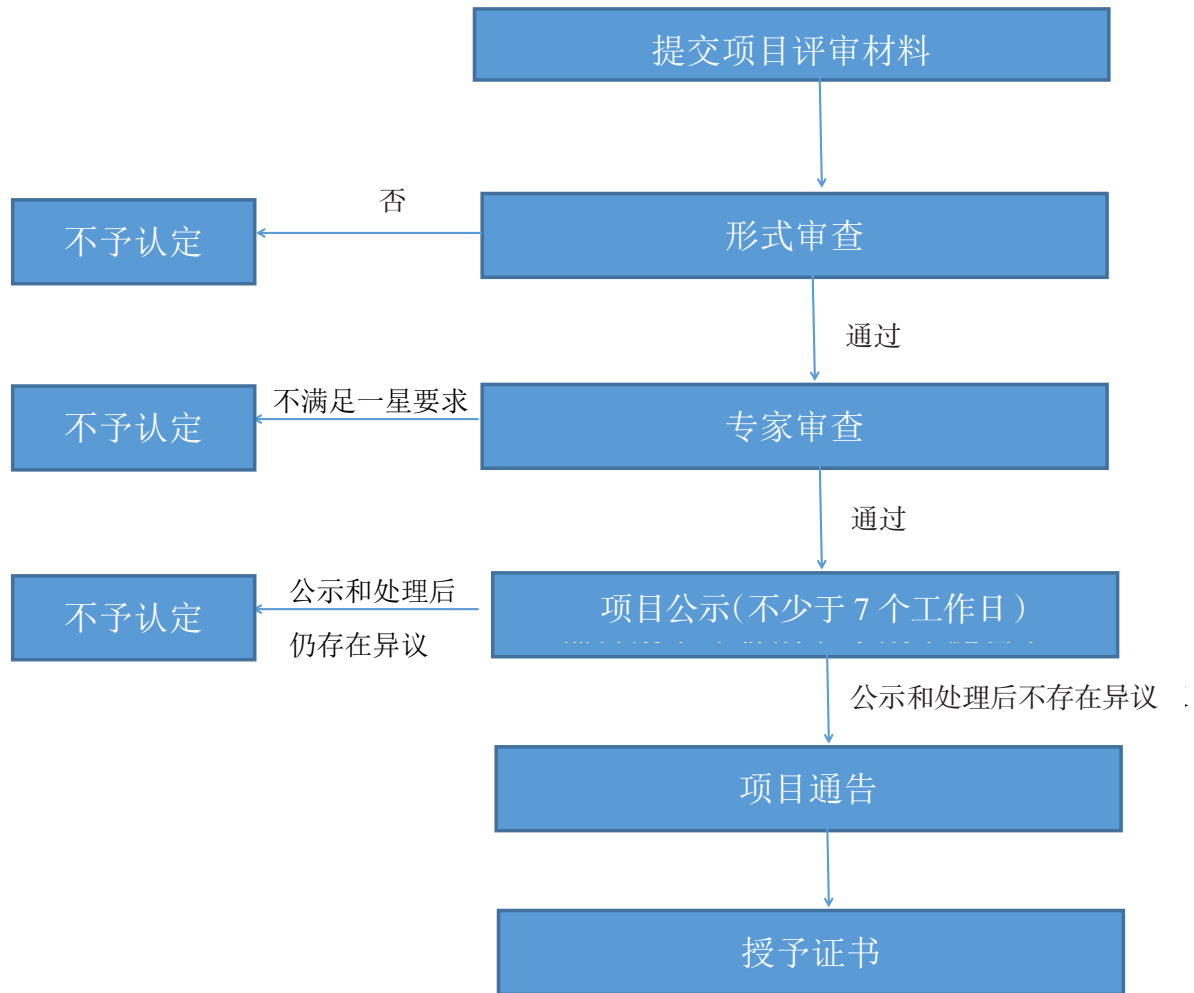 提交项目评审材料
否
不予认定
形式审查
通过
不满足一星要求
不予认定
专家审查
通过
公示和处理后
仍存在异议
不予认定
项目公示(不少于 7 个工作日)
公示和处理后不存在异议
项目通告
授予证书